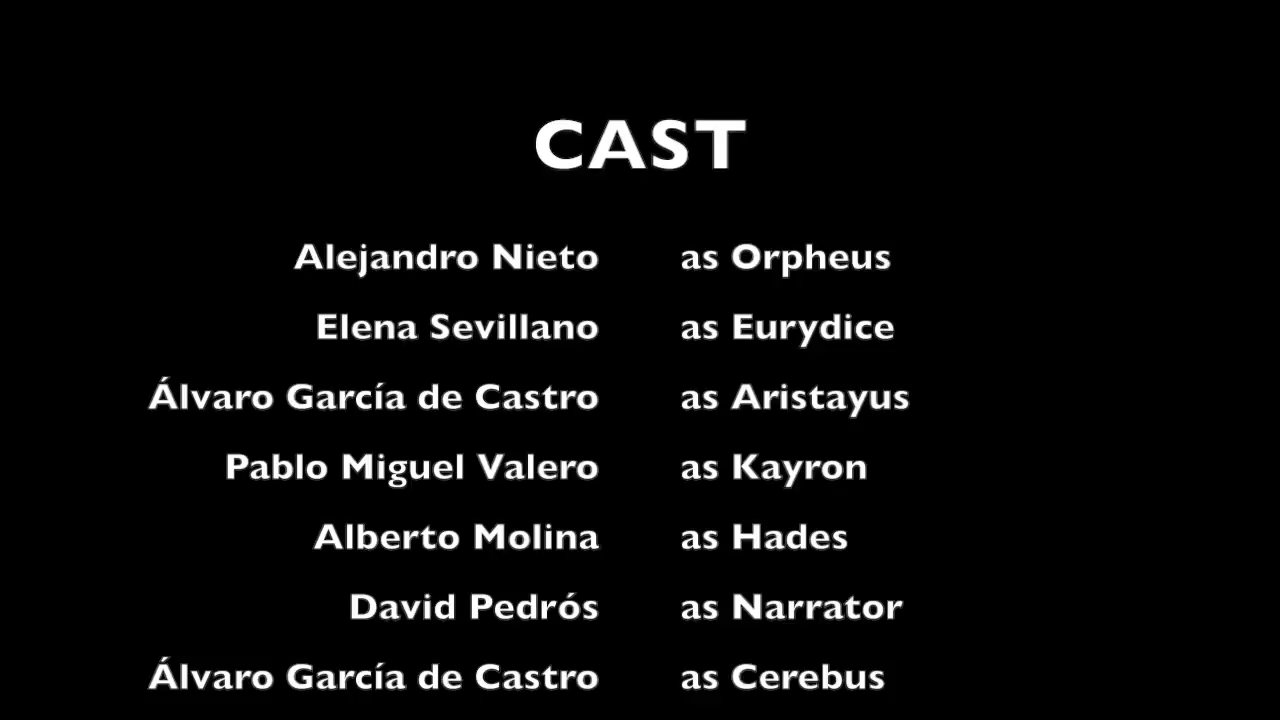 CAST
Alejandro Nieto as Orpheus
Elena Sevillano as Eurydice
Álvaro García de Castro as Aristayus
Pablo Miguel Valero as Kayron
Alberto Molina as Hades
David Pedrós as Narrator
Álvaro García de Castro as Cerebus